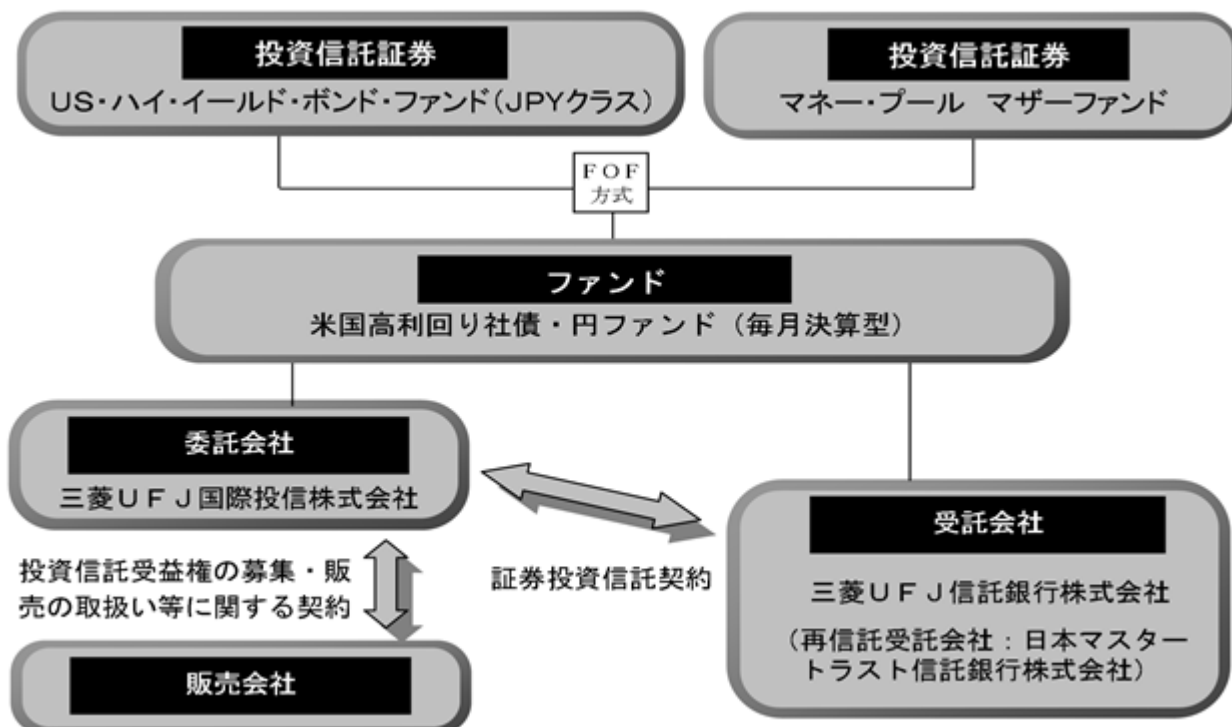 投資信託証券
US・ハイ・イールド・ボンド・ファンド(JPYクラス)
投資信託証券
マネー・プール　マザーファンド
ＦＯＦ
方式
ファンド
米国高利回り社債・円ファンド（毎月決算型）
委託会社
三菱ＵＦＪ国際投信株式会社
投資信託受益権の募集・販
売の取扱い等に関する契約
販売会社
証券投資信託契約
受託会社
三菱ＵＦＪ信託銀行株式会社
（再信託受託会社：日本マスター
トラスト信託銀行株式会社）